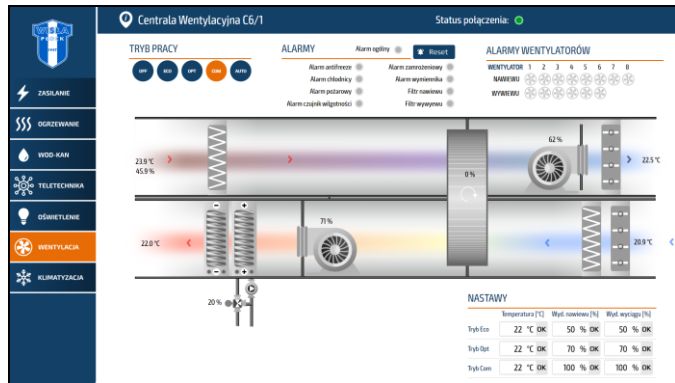 WISŁA
PŁOCK
Centrala Wentylacyjna C6/1
Status połączenia:
TRYB PRACY
OFF ECO OPT COM AUTO
ALARMY
Alarm ogólny
Reset
Alarm antifreeze
Alarm zamrożeniowy
Alarm chłodnicy
Alarm wymiennika
Alarm pożarowy
Filtr nawiewu
Alarm czujnik wilgotności
Filtr wywiewu
ALARMY WENTYLATORÓW
WENTYLATOR 1 2 3 4 5 6 7 8
NAWIEWU
WYWIEWU
ZASILANIE
OGRZEWANIE
WOD-KAN
TELETECHNIKA
OŚWIETLENIE
WENTYLACJA
KLIMATYZACJA
23.9 °C
45.9 %
0 %
62 %
22.5 °C
22.0 °C
71 %
20.9 °C
20 %
NASTAWY
Temperatura [°C] Wyd. nawiewu [%] Wyd. wyciągu [%]
Tryb Eco 22 °C OK 50 % OK 50 % OK
Tryb Opt 22 °C OK 70 % OK 70 % OK
Tryb Com 22 °C OK 100 % OK 100 % OK